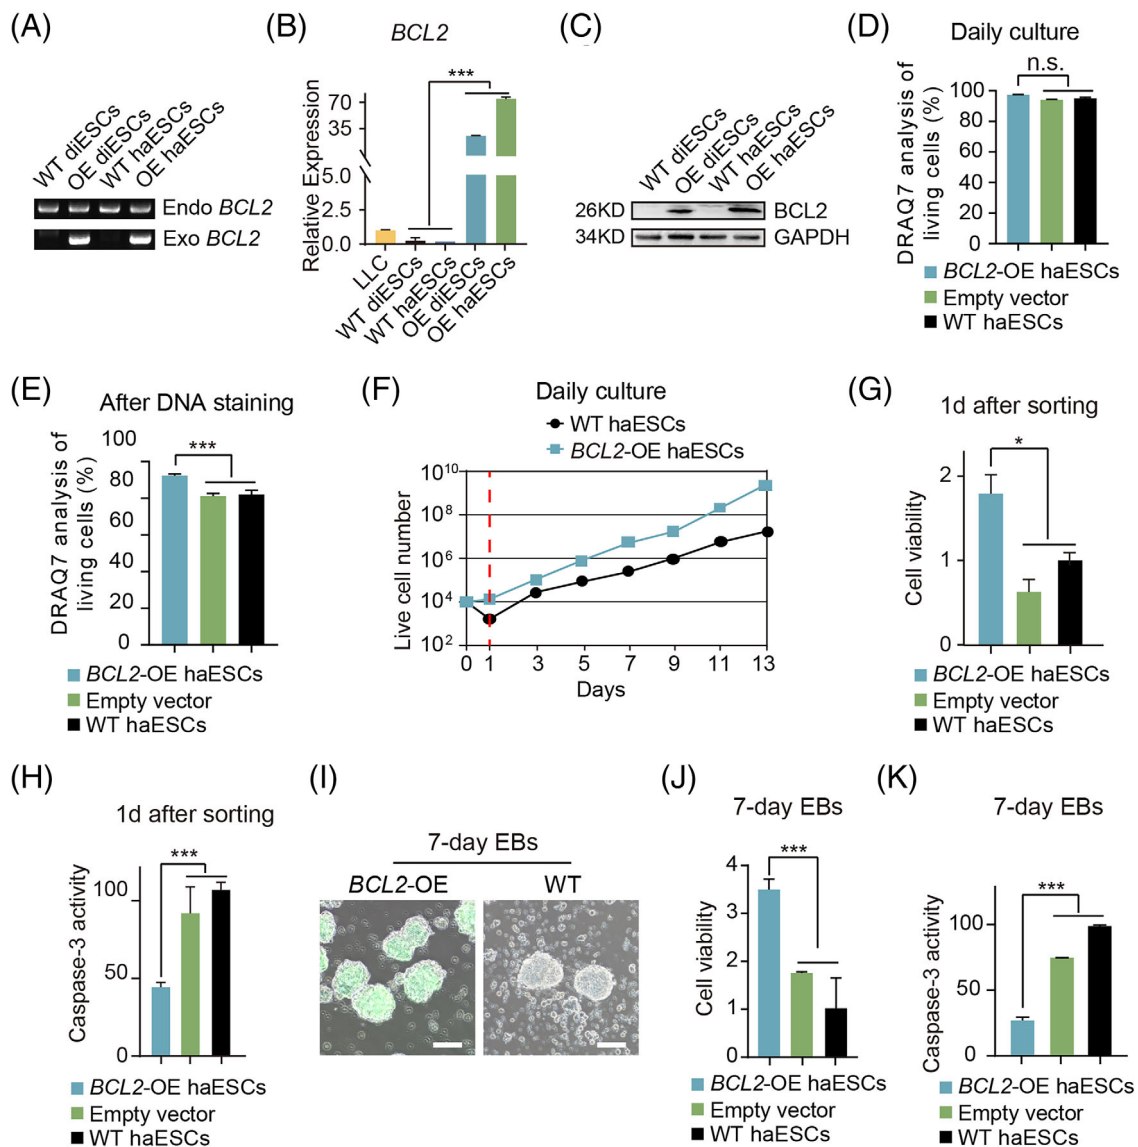 (A)
WT diESCs
OE diESCs
WT haESCs
OE haESCs
Endo BCL2
Exo BCL2
(B)
BCL2
***
Relative Expression
70
35
5.0
2.5
0.0
LLC
WT diESCs
WT haESCs
OE diESCs
OE haESCs
(C)
WT diESCs
OE diESCs
WT haESCs
OE haESCs
26KD
BCL2
34KD
GAPDH
(D)
Daily culture
n.s.
DRAQ7 analysis of
living cells (%)
100
80
60
40
20
0
BCL2-OE haESCs
Empty vector
WT haESCs
(E)
After DNA staining
***
DRAQ7 analysis of
living cells (%)
100
80
60
40
20
0
BCL2-OE haESCs
Empty vector
WT haESCs
(F)
Daily culture
WT haESCs
BCL2-OE haESCs
Live cell number
10^10
10^8
10^6
10^4
10^2
0 1 3 5 7 9 11 13
Days
(G)
1d after sorting
*
Cell viability
2
1
0
BCL2-OE haESCs
Empty vector
WT haESCs
(H)
1d after sorting
***
Caspase-3 activity
100
50
0
BCL2-OE haESCs
Empty vector
WT haESCs
(I)
7-day EBs
BCL2-OE
WT
(J)
7-day EBs
***
Cell viability
4
3
2
1
0
BCL2-OE haESCs
Empty vector
WT haESCs
(K)
7-day EBs
***
Caspase-3 activity
100
50
0
BCL2-OE haESCs
Empty vector
WT haESCs